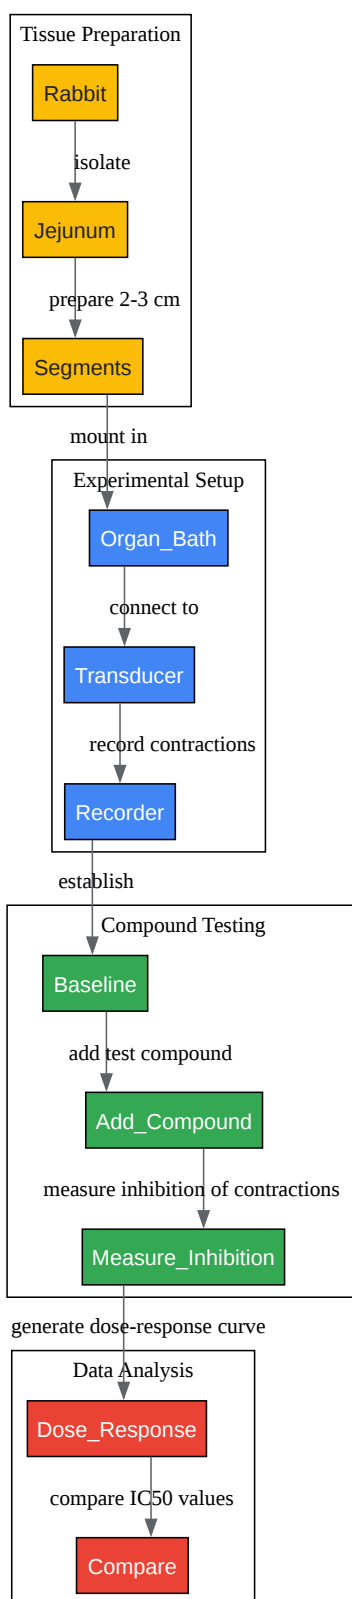 Tissue Preparation
Rabbit
isolate
Jejunum
prepare 2-3 cm
Segments
mount in
Experimental Setup
Organ_Bath
connect to
Transducer
record contractions
Recorder
establish
Compound Testing
Baseline
add test compound
Add_Compound
measure inhibition of contractions
Measure_Inhibition
generate dose-response curve
Data Analysis
Dose_Response
compare IC50 values
Compare